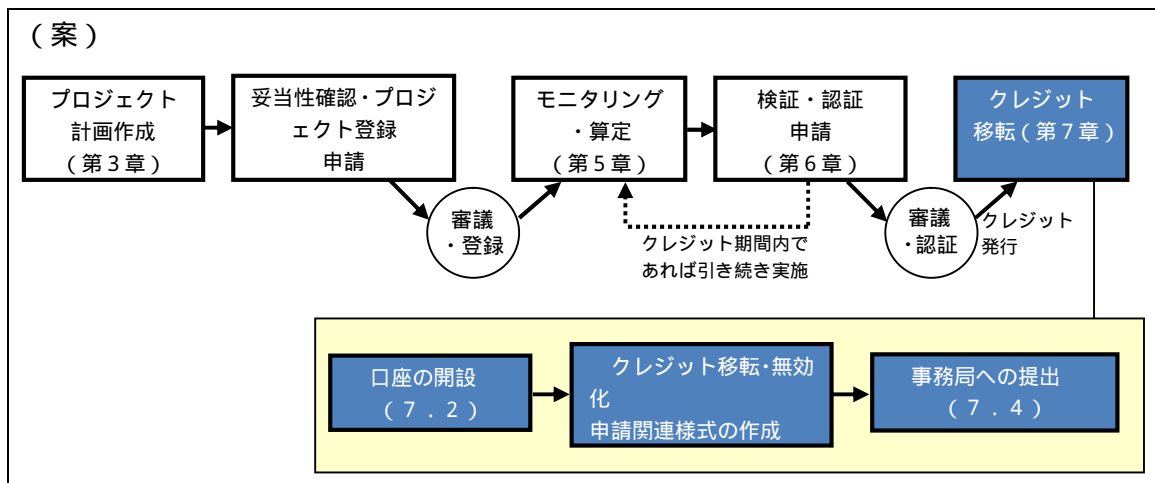 （案）
プロジェクト
計画作成
（第３章）
妥当性確認・プロジ
ェクト登録
申請
審議
・登録
モニタリング
・算定
（第５章）
検証・認証
申請
（第６章）
クレジット期間内で
あれば引き続き実施
審議
・認証
クレジット
発行
クレジット
移転（第７章）
口座の開設
（７．２）
クレジット移転・無効
化
申請関連様式の作成
事務局への提出
（７．４）